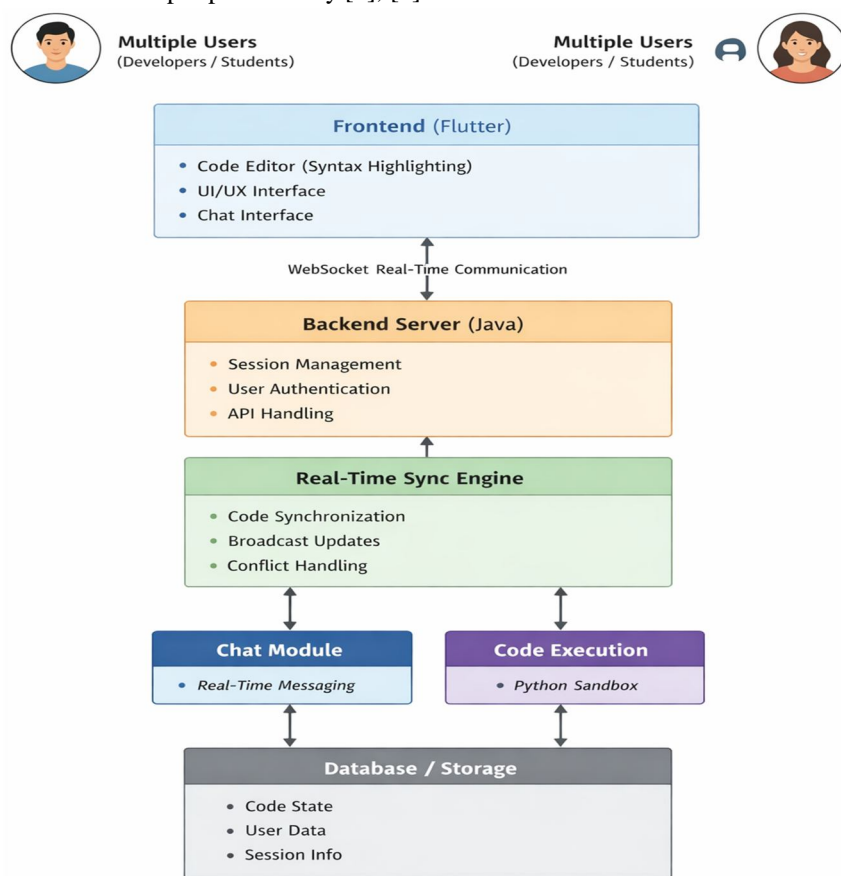 Multiple Users
(Developers / Students)
Multiple Users
(Developers / Students)
Frontend (Flutter)
• Code Editor (Syntax Highlighting)
• UI/UX Interface
• Chat Interface
WebSocket Real-Time Communication
Backend Server (Java)
• Session Management
• User Authentication
• API Handling
Real-Time Sync Engine
• Code Synchronization
• Broadcast Updates
• Conflict Handling
Chat Module
• Real-Time Messaging
Code Execution
• Python Sandbox
Database / Storage
• Code State
• User Data
• Session Info